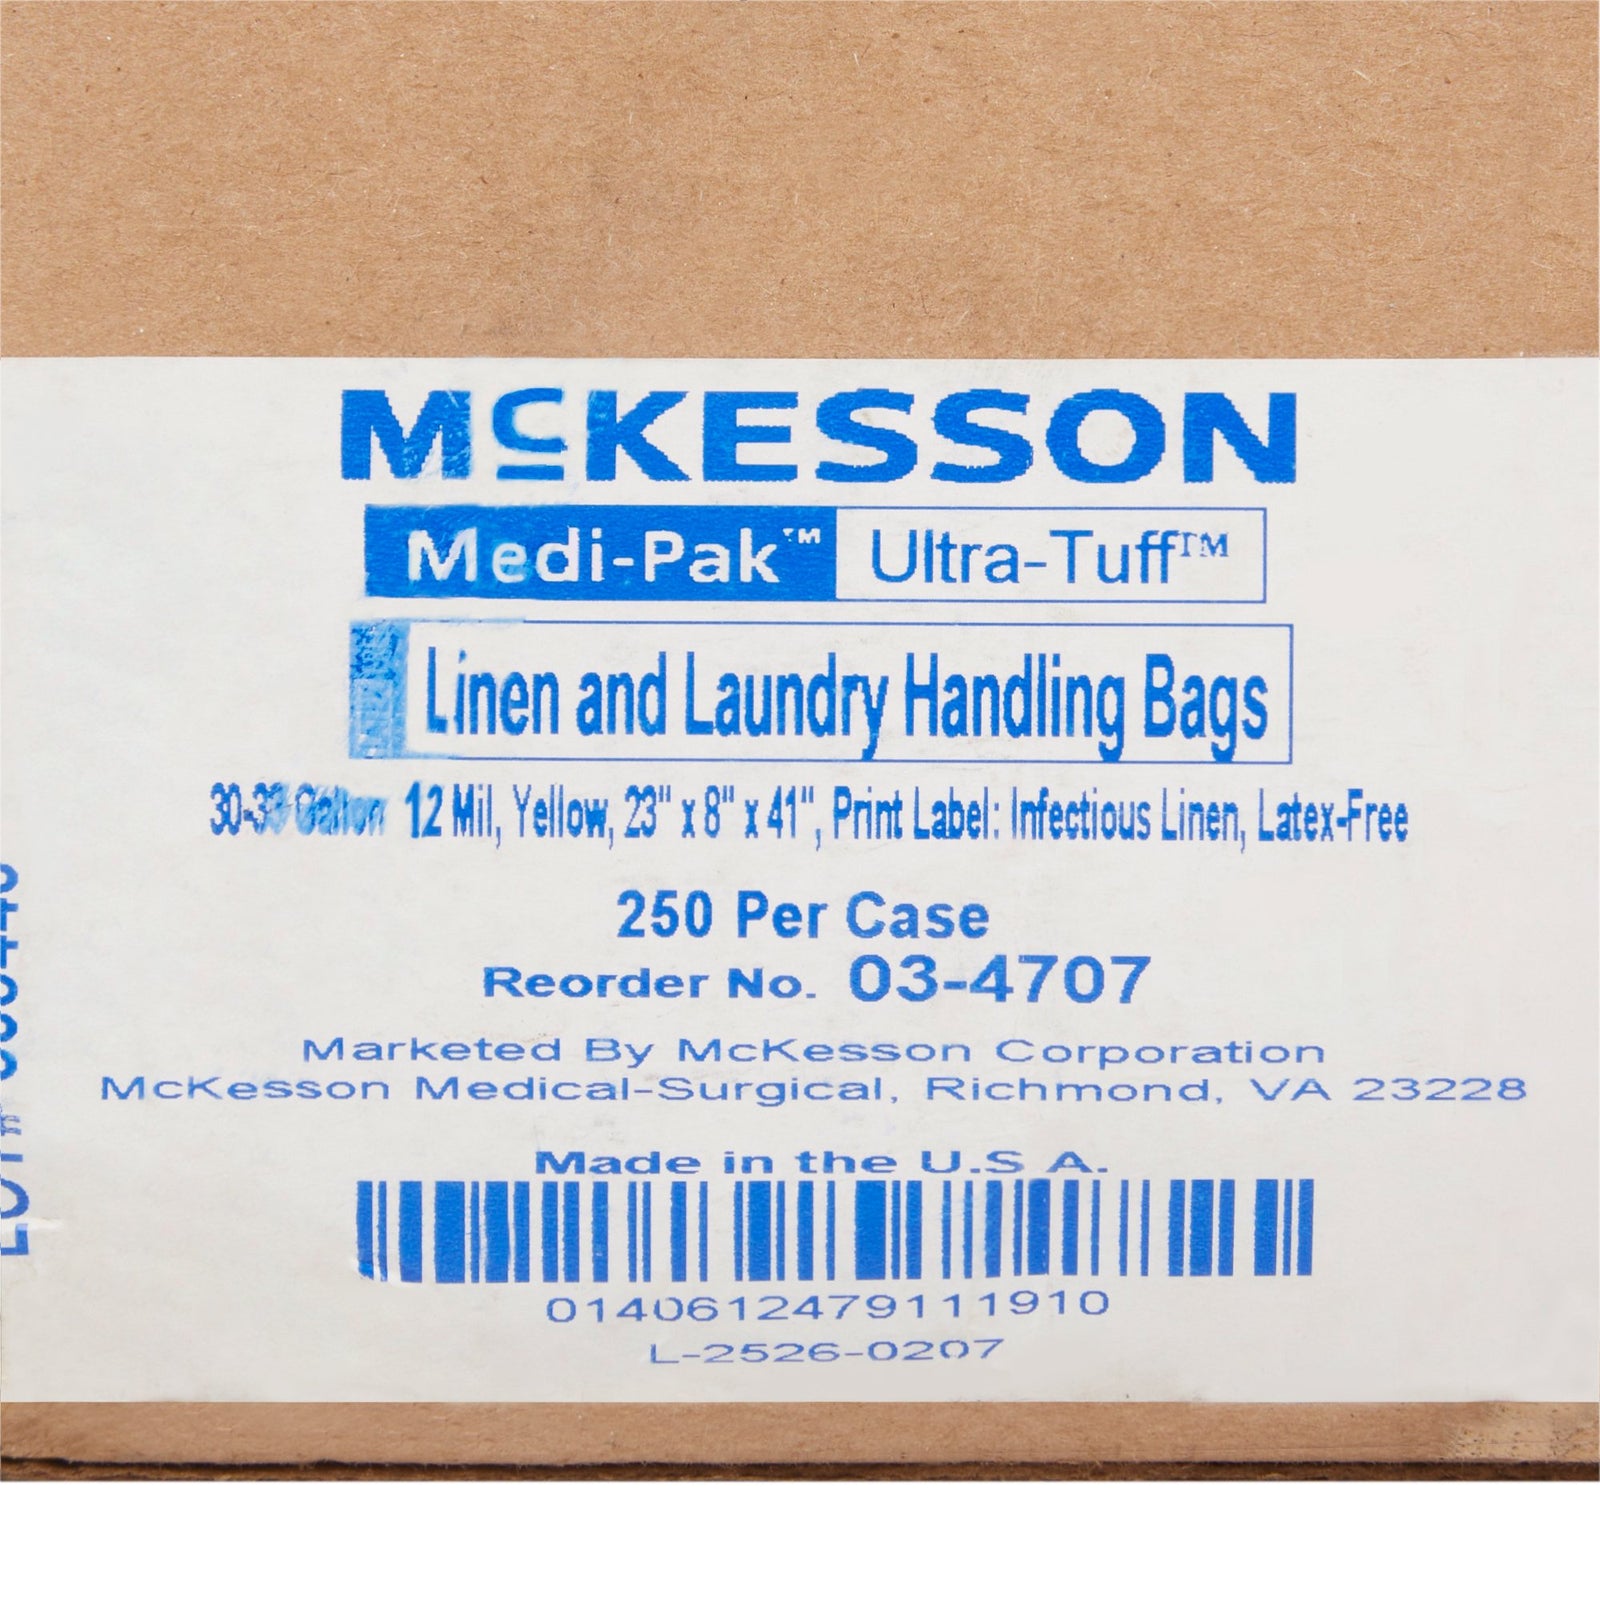 McKESSON
Medi-Pak™ Ultra-Tuff™
Linen and Laundry Handling Bags
Gallon 12 Mil, Yellow, 23" x 8" x 41", Print Label: Infectious Linen, Latex-Free
250 Per Case
Reorder No. 03-4707
Marketed By McKesson Corporation
McKesson Medical-Surgical, Richmond, VA 23228
Made in the U.S A.
0140612479111910
L-2526-0207